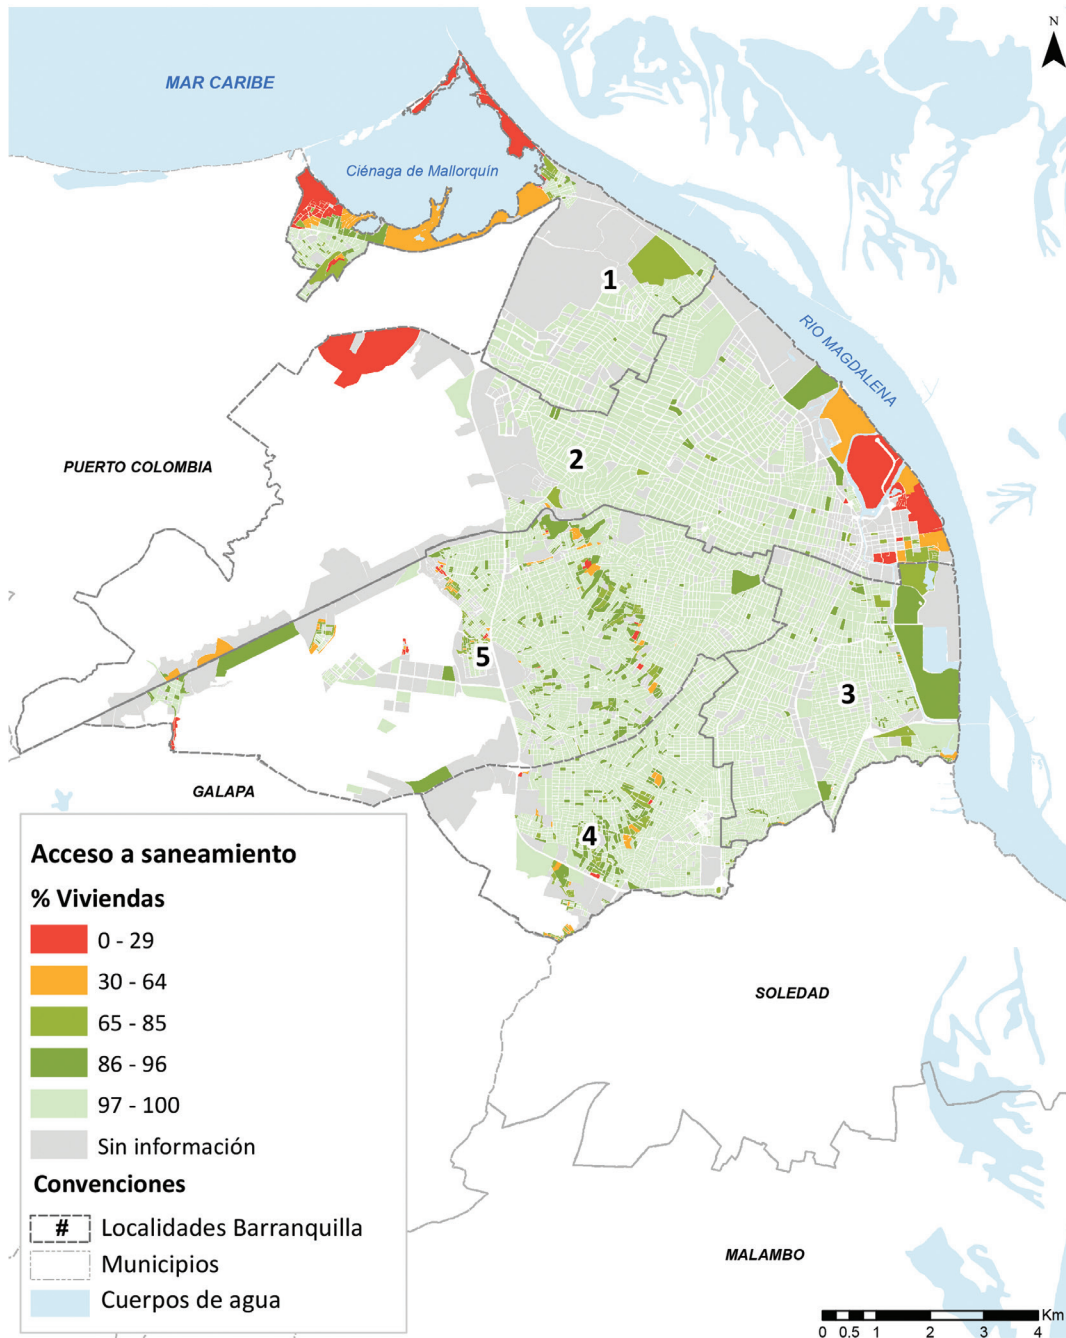 N
MAR CARIBE
Ciénaga de Mallorquín
1
RIO MAGDALENA
2
PUERTO COLOMBIA
5
3
GALAPA
4
Acceso a saneamiento
% Viviendas
0 - 29
30 - 64
65 - 85
86 - 96
97 - 100
Sin información
Convenciones
# Localidades Barranquilla
Municipios
Cuerpos de agua
SOLEDAD
MALAMBO
Km
0 0.5 1 2 3 4